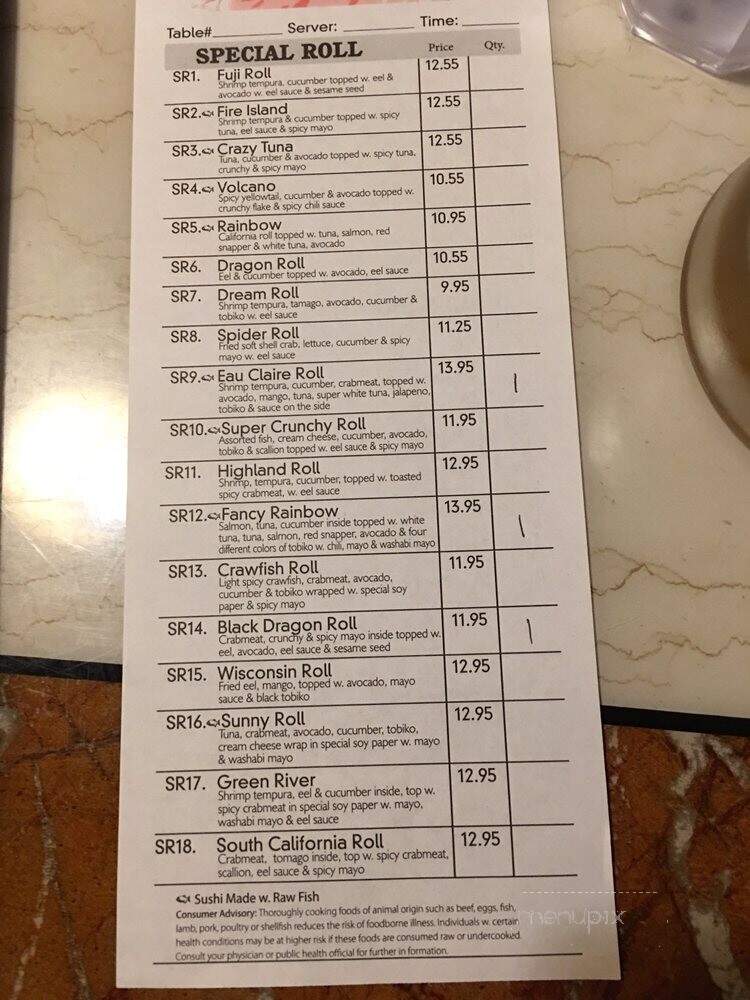 Table#______ Server: ______ Time: ______
SPECIAL ROLL Price Qty.
SR1. Fuji Roll 12.55
Shrimp tempura, cucumber topped w. eel &
avocado w. eel sauce & sesame seed
SR2. Fire Island 12.55
Shrimp tempura & cucumber topped w. spicy
tuna, eel sauce & spicy mayo
SR3. Crazy Tuna 12.55
Tuna, cucumber & avocado topped w. spicy tuna,
crunchy & spicy mayo
SR4. Volcano 10.55
Spicy yellowtail, cucumber & avocado topped w.
crunchy flake & spicy chili sauce
SR5. Rainbow 10.95
California roll topped w. tuna, salmon, red
snapper & white tuna, avocado
SR6. Dragon Roll 10.55
Eel & cucumber topped w. avocado, eel sauce
SR7. Dream Roll 9.95
Shrimp tempura, tamago, avocado, cucumber &
tobiko w. eel sauce
SR8. Spider Roll 11.25
Fried soft shell crab, lettuce, cucumber & spicy
mayo w. eel sauce
SR9. Eau Claire Roll 13.95 |
Shrimp tempura, cucumber, crabmeat, topped w.
avocado, mango, tuna, super white tuna, jalapeno,
tobiko & sauce on the side
SR10. Super Crunchy Roll 11.95
Assorted fish, cream cheese, cucumber, avocado,
tobiko & scallion topped w. eel sauce & spicy mayo
SR11. Highland Roll 12.95
Shrimp, tempura, cucumber, topped w. toasted
spicy crabmeat, w. eel sauce
SR12. Fancy Rainbow 13.95 |
Salmon, tuna, cucumber inside topped w. white
tuna, tuna, salmon, red snapper, avocado & four
different colors of tobiko w. chili, mayo & washabi mayo
SR13. Crawfish Roll 11.95
Light spicy crawfish, crabmeat, avocado,
cucumber & tobiko wrapped w. special soy
paper & spicy mayo
SR14. Black Dragon Roll 11.95 |
Crabmeat, crunchy & spicy mayo inside topped w.
eel, avocado, eel sauce & sesame seed
SR15. Wisconsin Roll 12.95
Fried eel, mango, topped w. avocado, mayo
sauce & black tobiko
SR16. Sunny Roll 12.95
Tuna, crabmeat, avocado, cucumber, tobiko,
cream cheese wrap in special soy paper w. mayo
& washabi mayo
SR17. Green River 12.95
Shrimp tempura, eel & cucumber inside, top w.
spicy crabmeat in special soy paper w. mayo,
washabi mayo & eel sauce
SR18. South California Roll 12.95
Crabmeat, tomago inside, top w. spicy crabmeat,
scallion, eel sauce & spicy mayo
Sushi Made w. Raw Fish
Consumer Advisory: Thoroughly cooking foods of animal origin such as beef, eggs, fish,
lamb, pork, poultry or shellfish reduces the risk of foodborne illness. Individuals w. certain
health conditions may be at higher risk if these foods are consumed raw or undercooked.
Consult your physician or public health official for further in formation.
menupix